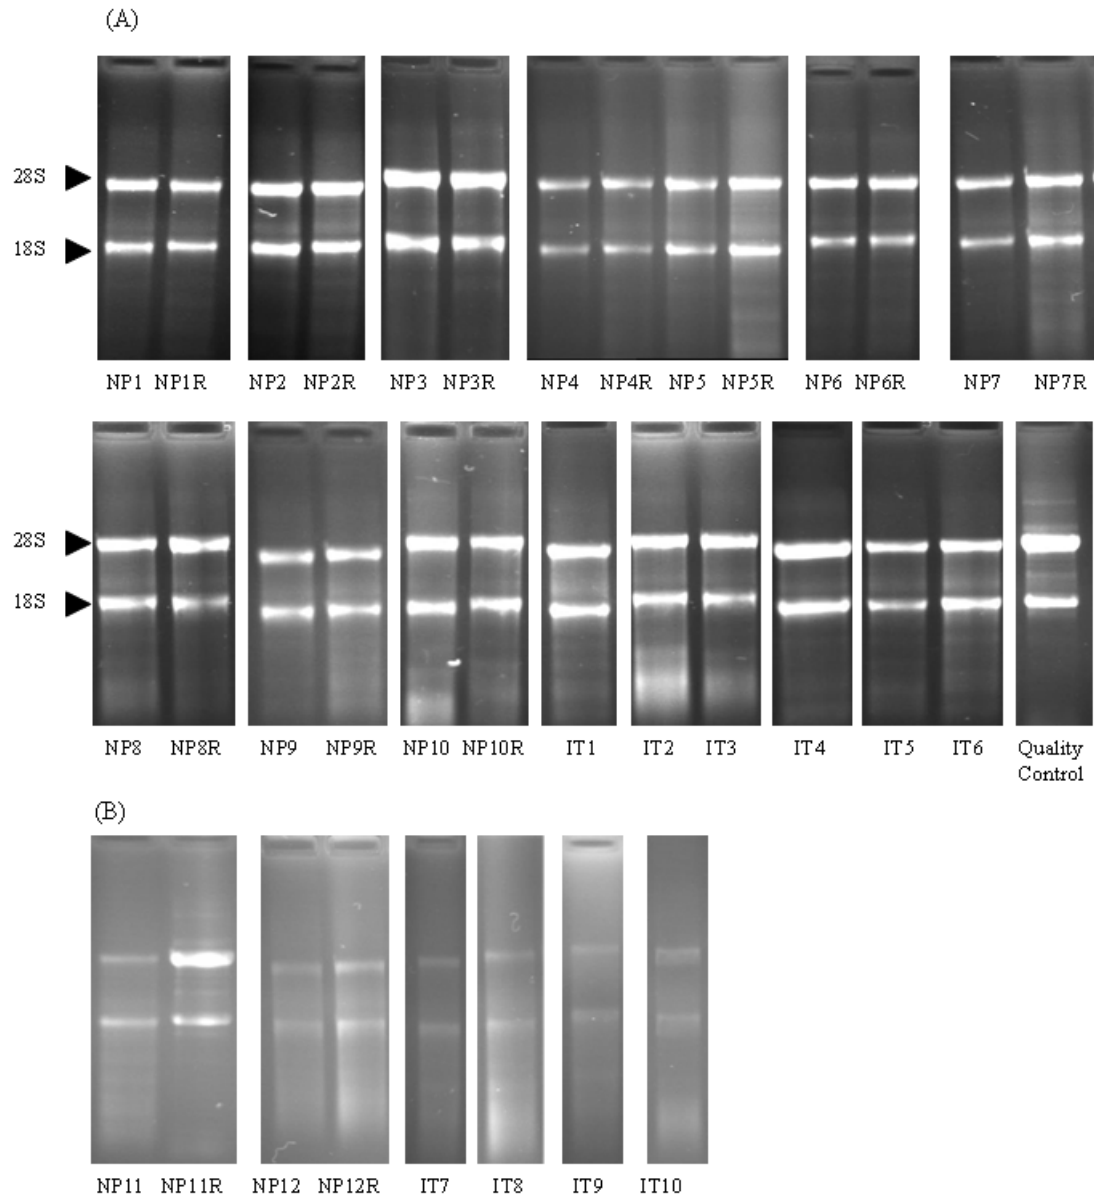 (A)
28S
18S
NP1 NP1R NP2 NP2R NP3 NP3R NP4 NP4R NP5 NP5R NP6 NP6R NP7 NP7R
28S
18S
NP8 NP8R NP9 NP9R NP10 NP10R IT1 IT2 IT3 IT4 IT5 IT6 Quality
Control
(B)
NP11 NP11R NP12 NP12R IT7 IT8 IT9 IT10